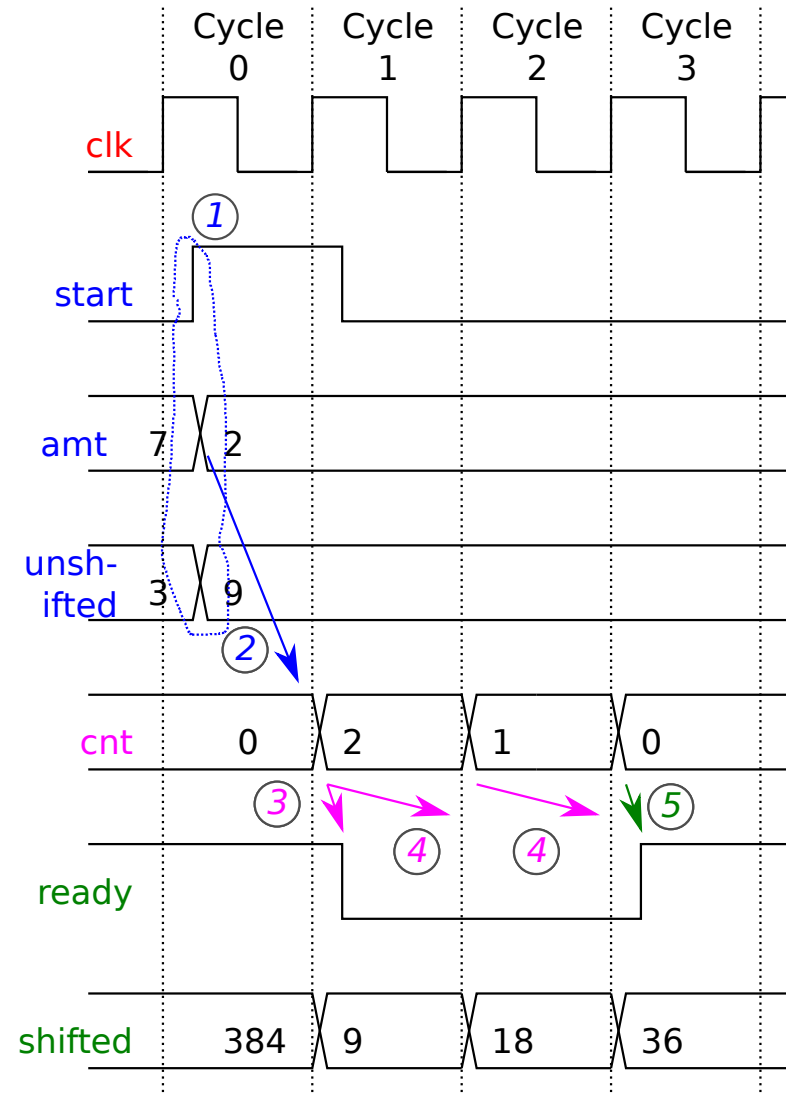 Cycle Cycle Cycle Cycle
0 1 2 3
clk
1
start
amt 7 2
unsh-
ifted 3 9
2
cnt 0 2 1 0
3 4 4 5
ready
shifted 384 9 18 36